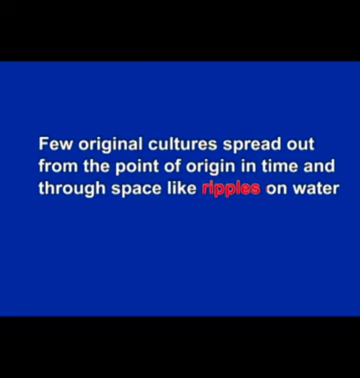 Few original cultures spread out
from the point of origin in time and
through space like ripples on water